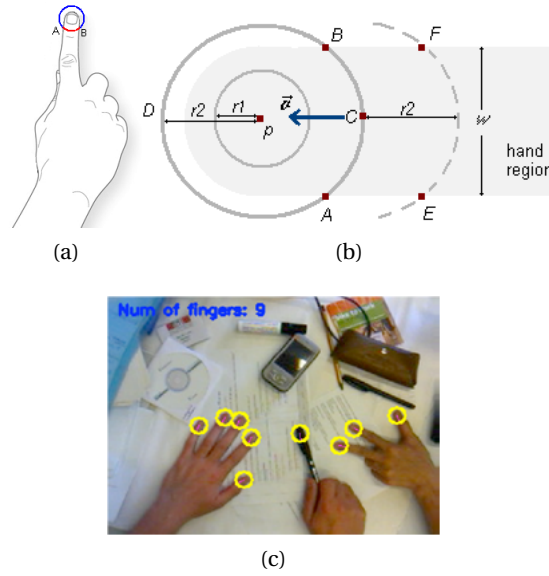 A B
B
F
D
r2
r1
p
a
C
r2
w
hand
region
A
E
(a)
(b)
Num of fingers: 9
(c)